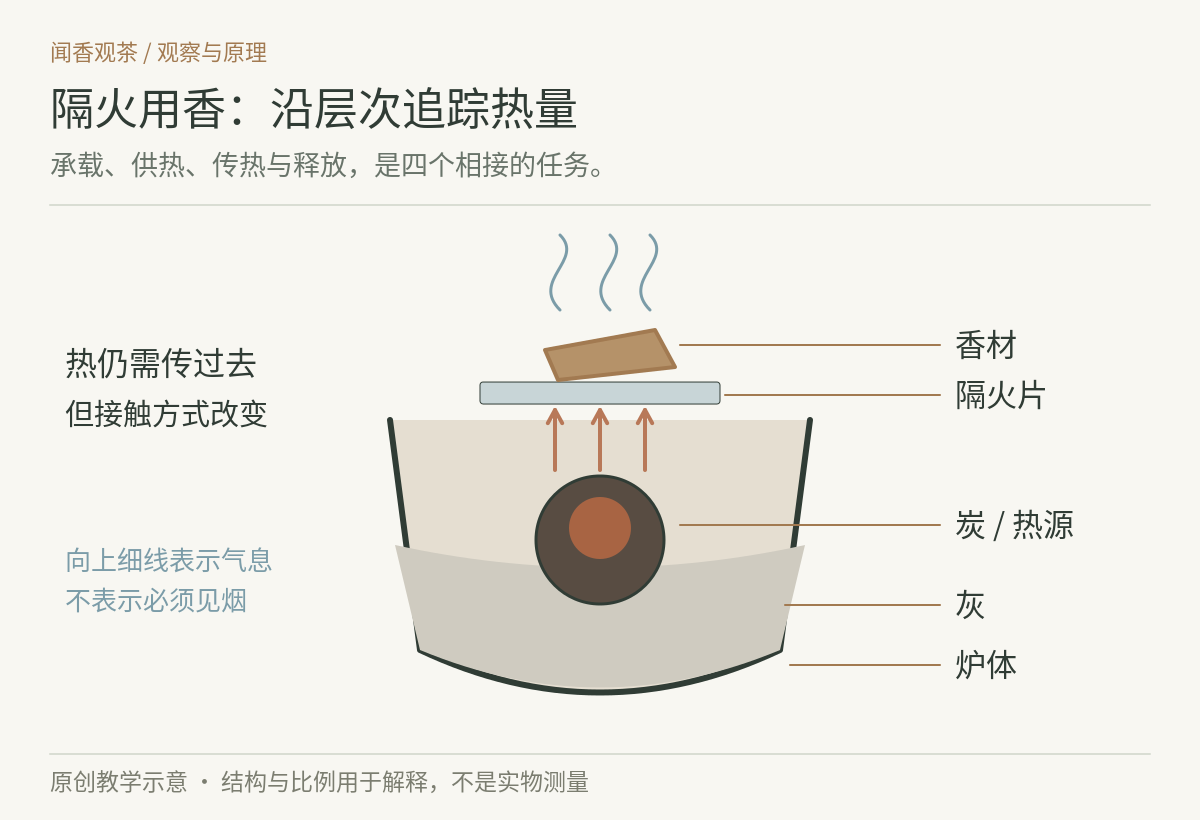 闻香观茶 / 观察与原理
隔火用香：沿层次追踪热量
承载、供热、传热与释放，是四个相接的任务。
热仍需传过去
但接触方式改变
向上细线表示气息
不表示必须见烟
香材
隔火片
炭 / 热源
灰
炉体
原创教学示意 · 结构与比例用于解释，不是实物测量